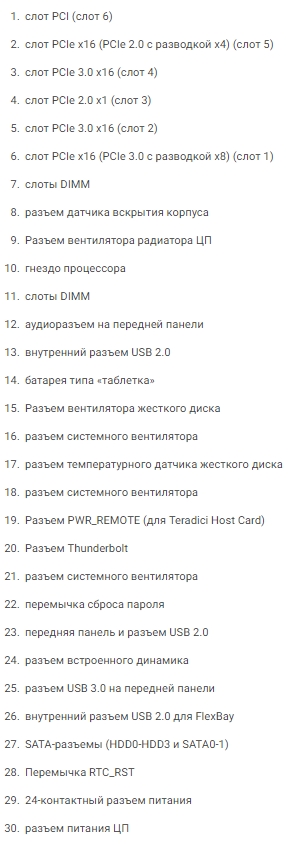 1. слот PCI (слот 6)
2. слот PCIe x16 (PCIe 2.0 с разводкой x4) (слот 5)
3. слот PCIe 3.0 x16 (слот 4)
4. слот PCIe 2.0 x1 (слот 3)
5. слот PCIe 3.0 x16 (слот 2)
6. слот PCIe x16 (PCIe 3.0 с разводкой x8) (слот 1)
7. слоты DIMM
8. разъем датчика вскрытия корпуса
9. Разъем вентилятора радиатора ЦП
10. гнездо процессора
11. слоты DIMM
12. аудиоразъем на передней панели
13. внутренний разъем USB 2.0
14. батарея типа «таблетка»
15. Разъем вентилятора жесткого диска
16. разъем системного вентилятора
17. разъем температурного датчика жесткого диска
18. разъем системного вентилятора
19. Разъем PWR_REMOTE (для Teradici Host Card)
20. Разъем Thunderbolt
21. разъем системного вентилятора
22. перемычка сброса пароля
23. передняя панель и разъем USB 2.0
24. разъем встроенного динамика
25. разъем USB 3.0 на передней панели
26. внутренний разъем USB 2.0 для FlexBay
27. SATA-разъемы (HDD0-HDD3 и SATA0-1)
28. Перемычка RTC_RST
29. 24-контактный разъем питания
30. разъем питания ЦП